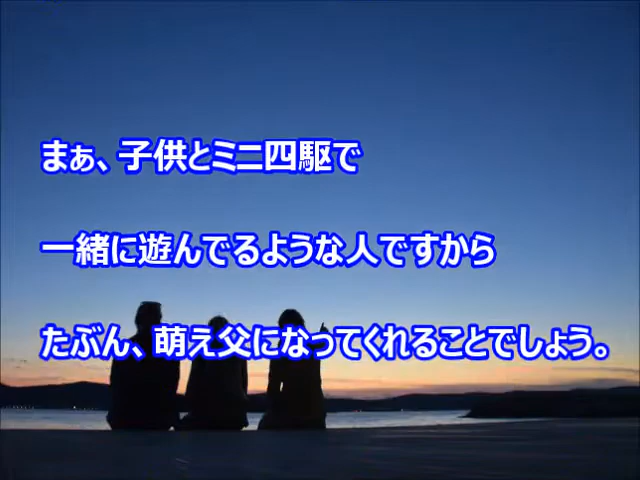 まぁ、子供とミニ四駆で
一緒に遊んでるような人ですから
たぶん、萌え父になってくれることでしょう。